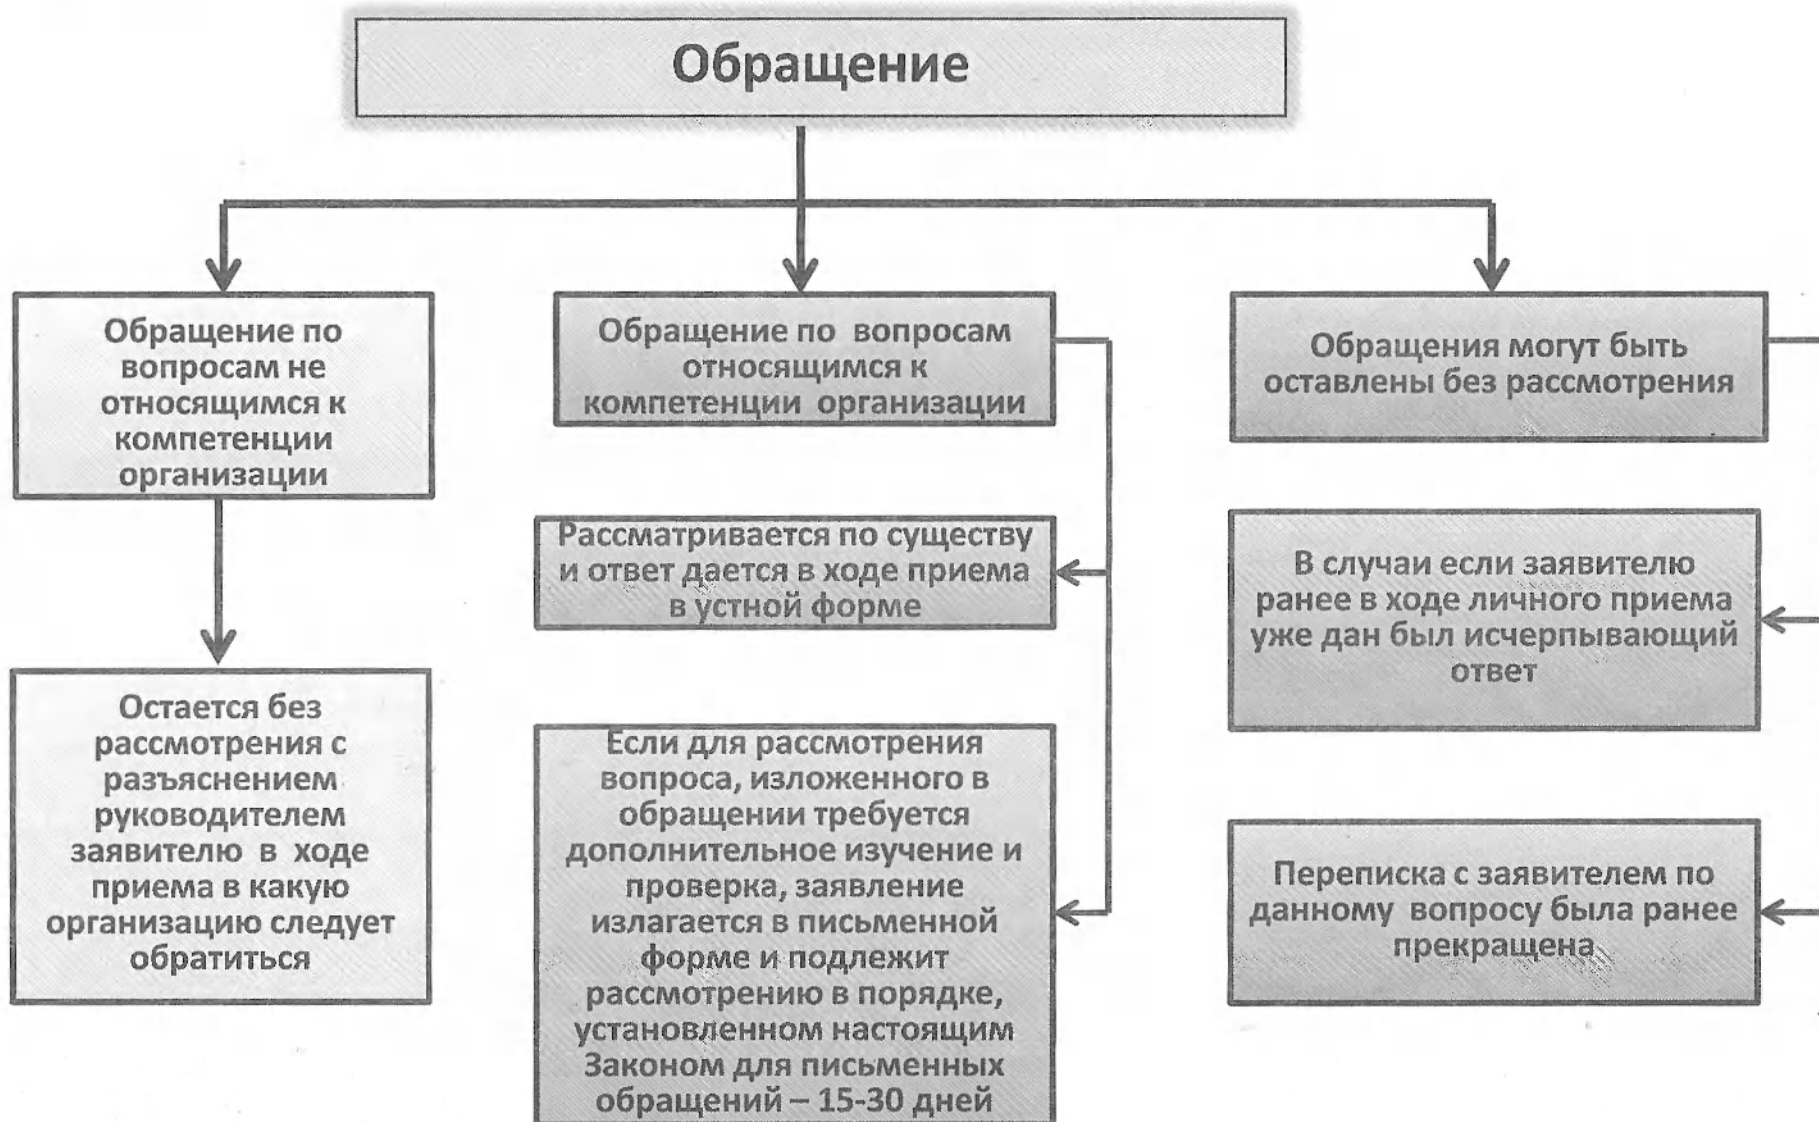 Обращение
Обращение по
вопросам не
относящимся к
компетенции
организации
Остается без
рассмотрения с
разъяснением
руководителем
заявителю в ходе
приема в какую
организацию следует
обратиться
Обращение по вопросам
относящимся к
компетенции организации
Рассматривается по существу
и ответ дается в ходе приема
в устной форме
Если для рассмотрения
вопроса, изложенного в
обращении требуется
дополнительное изучение и
проверка, заявление
излагается в письменной
форме и подлежит
рассмотрению в порядке,
установленном настоящим
Законом для письменных
обращений – 15-30 дней
Обращения могут быть
оставлены без рассмотрения
В случаи если заявителю
ранее в ходе личного приема
уже дан был исчерпывающий
ответ
Переписка с заявителем по
данному вопросу была ранее
прекращена